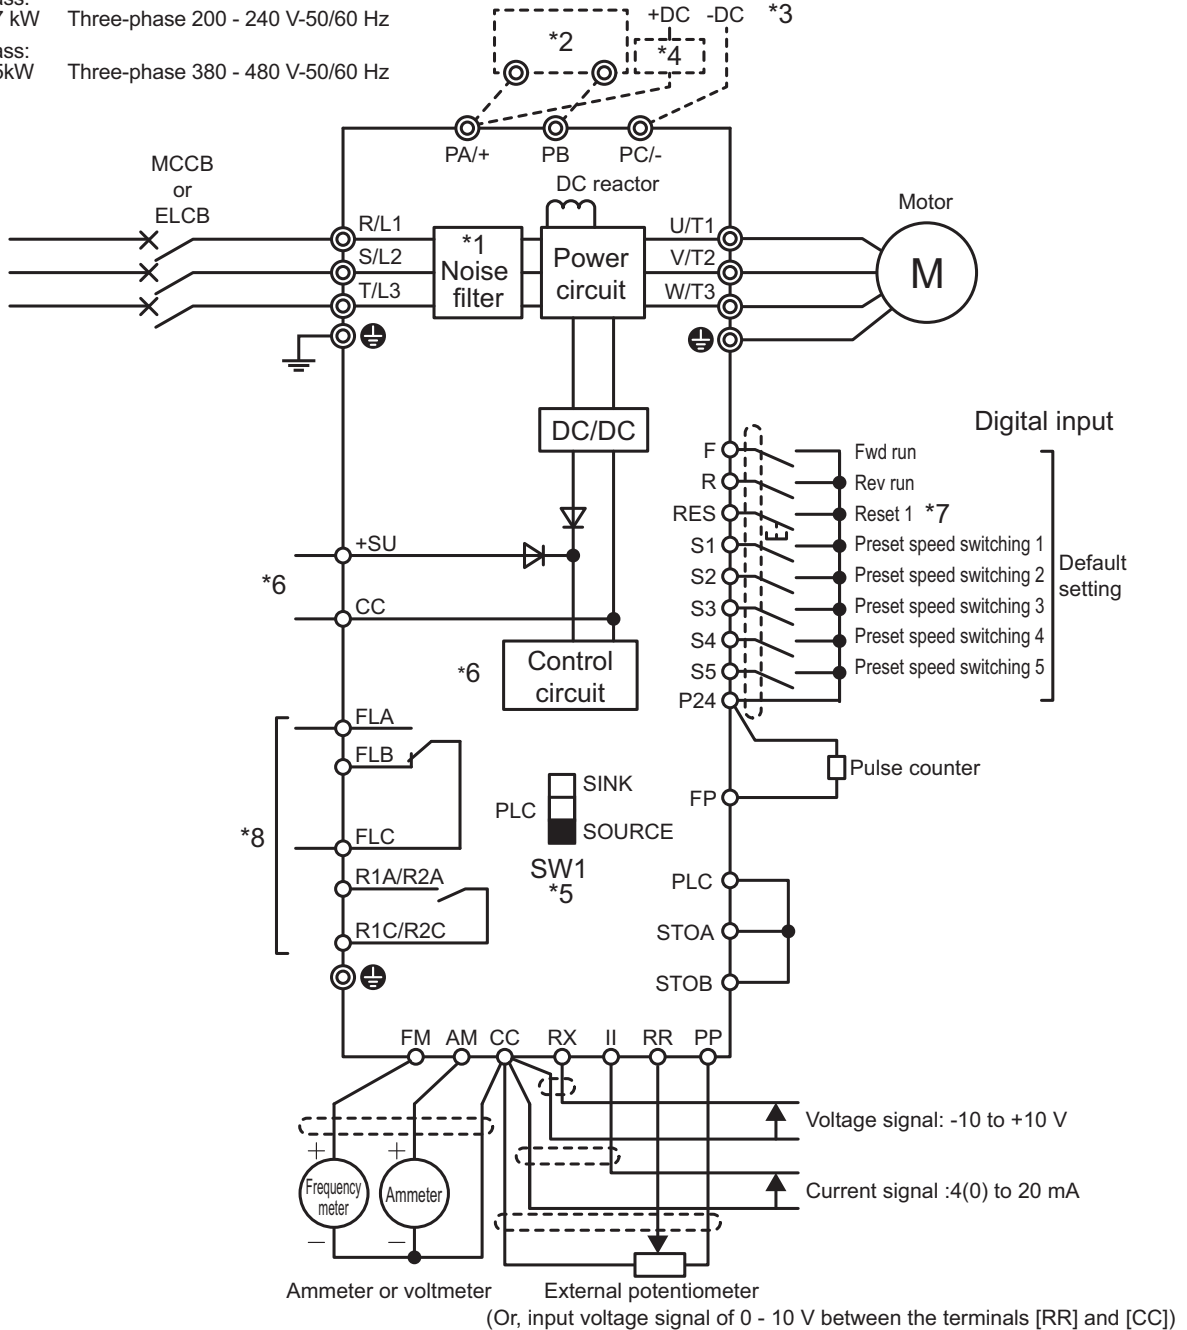 ass:
7 kW Three-phase 200 - 240 V-50/60 Hz
ass:
5kW Three-phase 380 - 480 V-50/60 Hz
*2
+DC -DC *3
*4
PA/+ PB PC/-
DC reactor
MCCB
or
ELCB
R/L1
S/L2
T/L3
*1
Noise
filter
Power
circuit
U/T1
V/T2
W/T3
Motor
M
DC/DC
Digital input
F Fwd run
R Rev run
RES Reset 1 *7
S1 Preset speed switching 1
S2 Preset speed switching 2
S3 Preset speed switching 3
S4 Preset speed switching 4
S5 Preset speed switching 5
P24
Default
setting
+SU
*6
CC
*6
Control
circuit
FLA
FLB
FLC
*8
R1A/R2A
R1C/R2C
SINK
PLC
SOURCE
SW1
*5
Pulse counter
FP
PLC
STOA
STOB
FM AM CC RX II RR PP
Voltage signal: -10 to +10 V
Current signal :4(0) to 20 mA
+ +
Frequency
meter
Ammeter
− −
Ammeter or voltmeter
External potentiometer
(Or, input voltage signal of 0 - 10 V between the terminals [RR] and [CC])